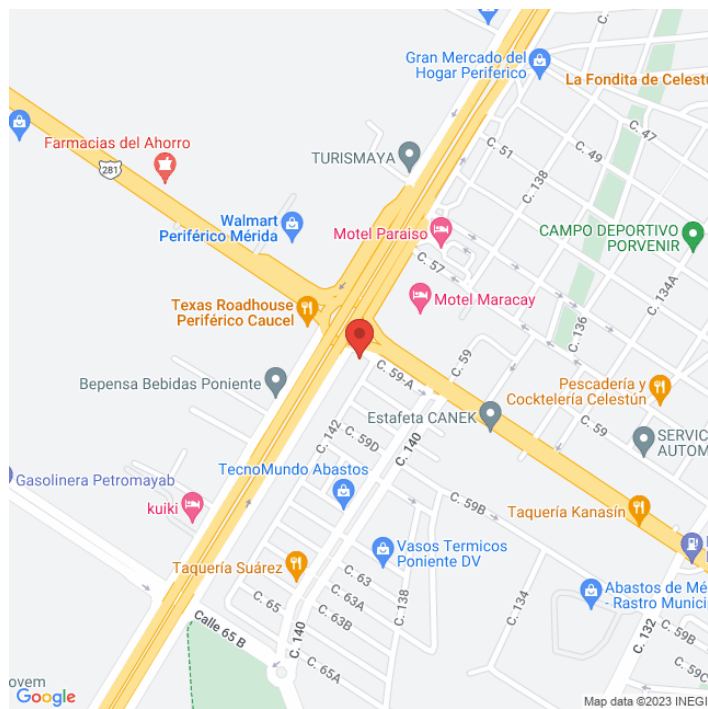 Gran Mercado del
Hogar Periferico
La Fondita de Celestú
C. 47
Farmacias del Ahorro
281
TURISMAYA
C. 51
C. 49
C. 138
Walmart
Periférico Mérida
Motel Paraiso
CAMPO DEPORTIVO
PORVENIR
C. 57
C. 134A
Motel Maracay
Texas Roadhouse
Periférico Caucel
C. 136
C. 59
C. 59-A
Bepensa Bebidas Poniente
Pescadería y
Cocktelería Celestún
Estafeta CANEK
C. 59
C. 142
C. 59D
C. 140
SERVIC
AUTOM
TecnoMundo Abastos
Gasolinera Petromayab
kuiki
C. 59B
Taquería Kanasín
Vasos Termicos
Poniente DV
Taquería Suárez
C. 63
C. 65
C. 63A
C. 138
C. 134
Abastos de Mé
- Rastro Munici
Calle 65 B
C. 63B
C. 140
C. 132
C. 59B
C. 65A
C. 59C
ovem
Google
Map data ©2023 INEGI